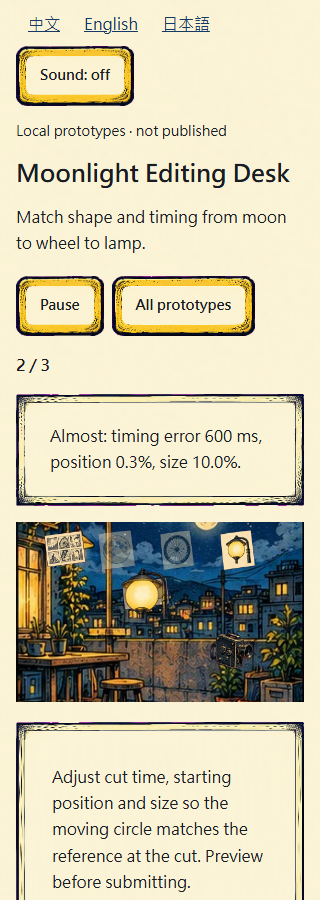 中文 English 日本語
Sound: off
Local prototypes · not published
Moonlight Editing Desk
Match shape and timing from moon
to wheel to lamp.
Pause All prototypes
2 / 3
Almost: timing error 600 ms,
position 0.3%, size 10.0%.
Adjust cut time, starting
position and size so the
moving circle matches the
reference at the cut. Preview
before submitting.